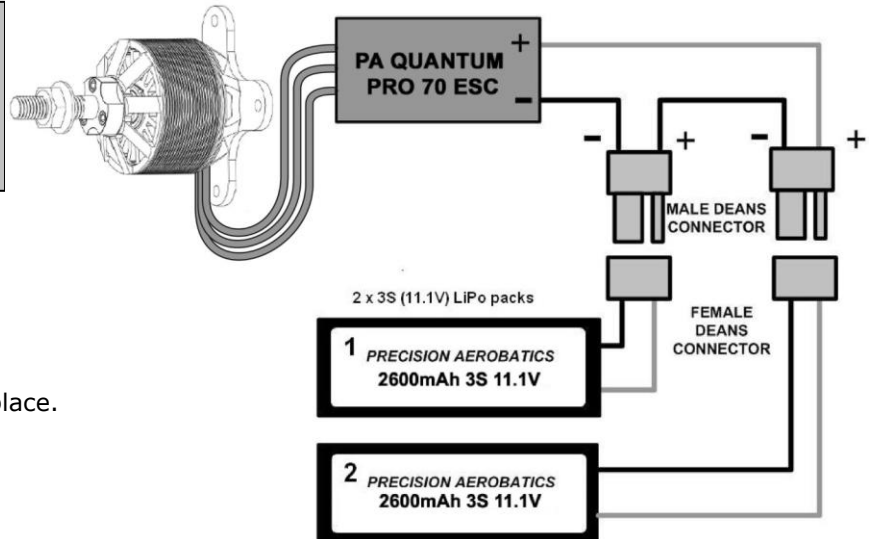 PA QUANTUM +
PRO 70 ESC -
- + - +
MALE DEANS
CONNECTOR
2 x 3S (11.1V) LiPo packs
FEMALE
DEANS
CONNECTOR
1 PRECISION AEROBATICS
2600mAh 3S 11.1V
place.
2 PRECISION AEROBATICS
2600mAh 3S 11.1V